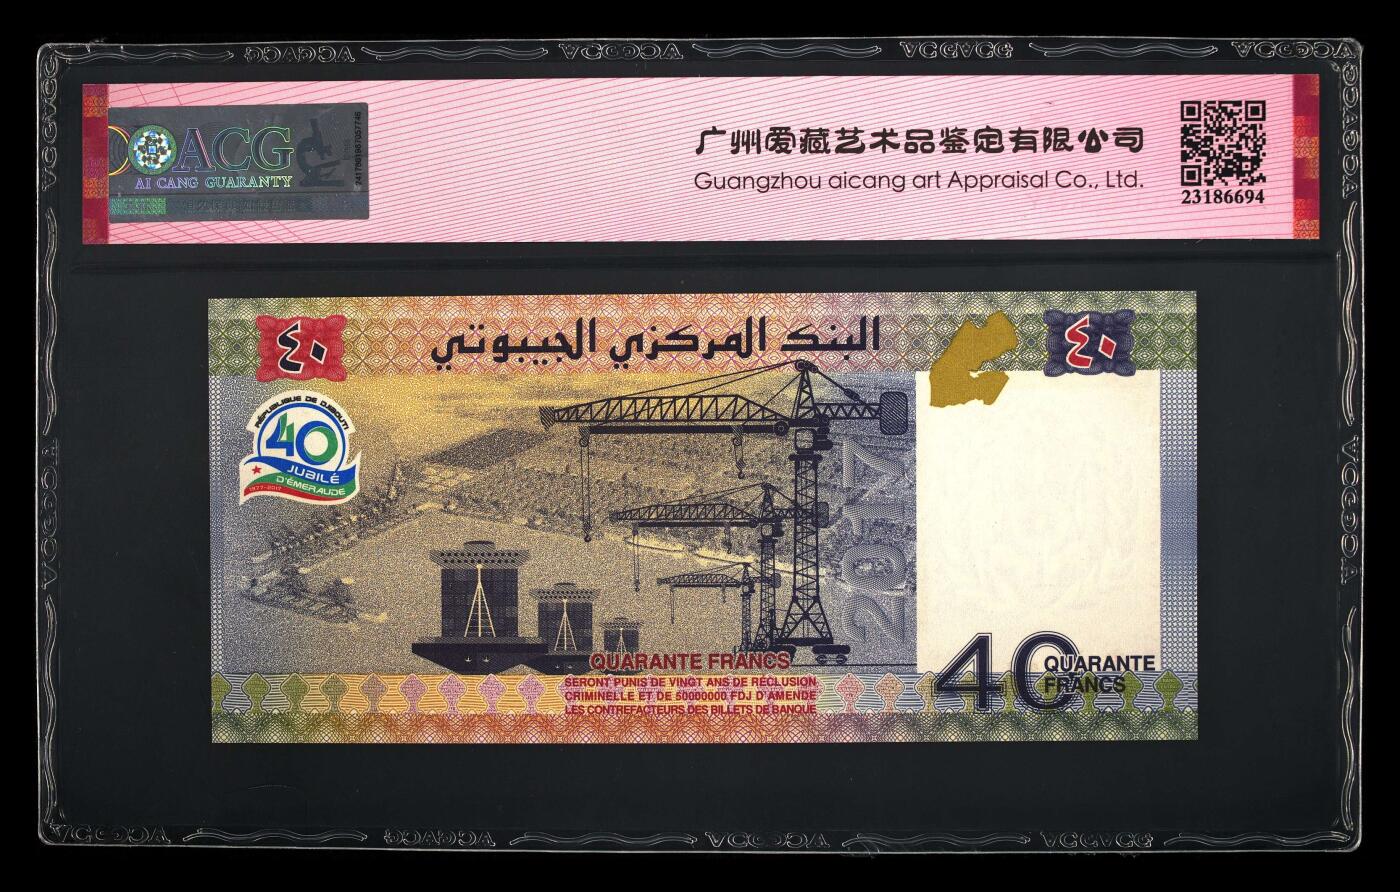 ACG
AI CANG GUARANTY
广州爱藏艺术品鉴定有限公司
Guangzhou aicang art Appraisal Co., Ltd.
23186694
٤٠
البنك المركزي الجيبوتي
٤٠
RÉPUBLIQUE DE DJIBOUTI
40
JUBILÉ
D'ÉMERAUDE
1977-2017
2017
QUARANTE FRANCS
SERONT PUNIS DE VINGT ANS DE RÉCLUSION
CRIMINELLE ET DE 50000000 FDJ D'AMENDE
LES CONTREFACTEURS DES BILLETS DE BANQUE
40
QUARANTE
FRANCS